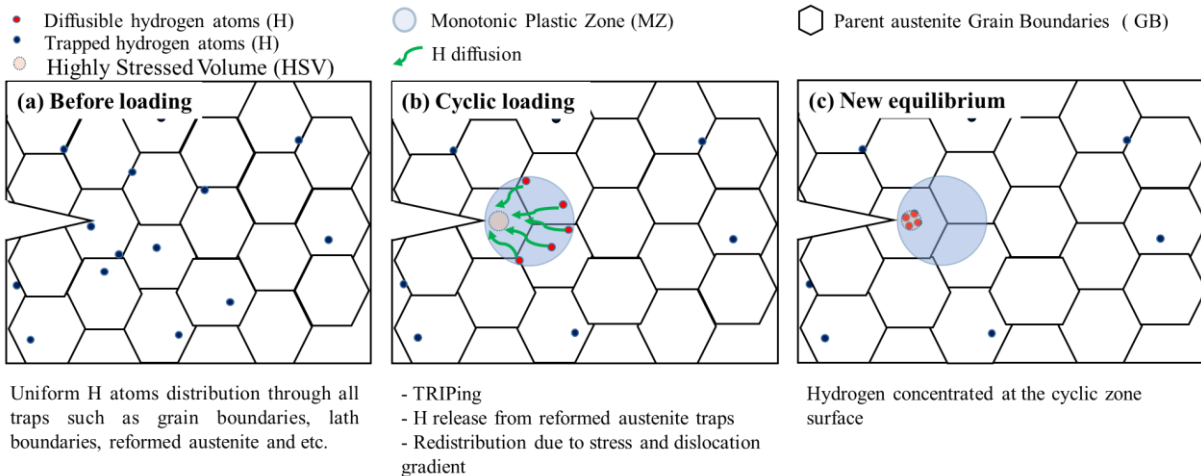 Diffusible hydrogen atoms (H)
Trapped hydrogen atoms (H)
Highly Stressed Volume (HSV)
Monotonic Plastic Zone (MZ)
H diffusion
Parent austenite Grain Boundaries ( GB)
(a) Before loading
(b) Cyclic loading
(c) New equilibrium
Uniform H atoms distribution through all
traps such as grain boundaries, lath
boundaries, reformed austenite and etc.
- TRIPing
- H release from reformed austenite traps
- Redistribution due to stress and dislocation
gradient
Hydrogen concentrated at the cyclic zone
surface